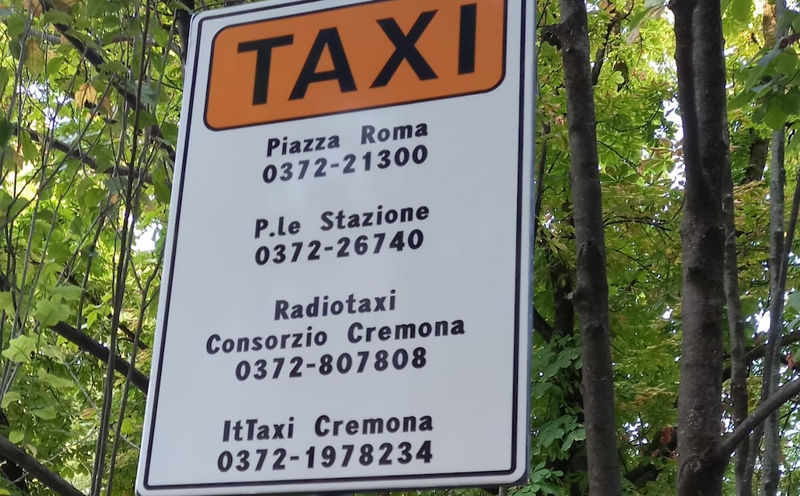 TAXI
Piazza Roma
0372-21300
P.le Stazione
0372-26740
Radiotaxi
Consorzio Cremona
0372-807808
ItTaxi Cremona
0372-1978234